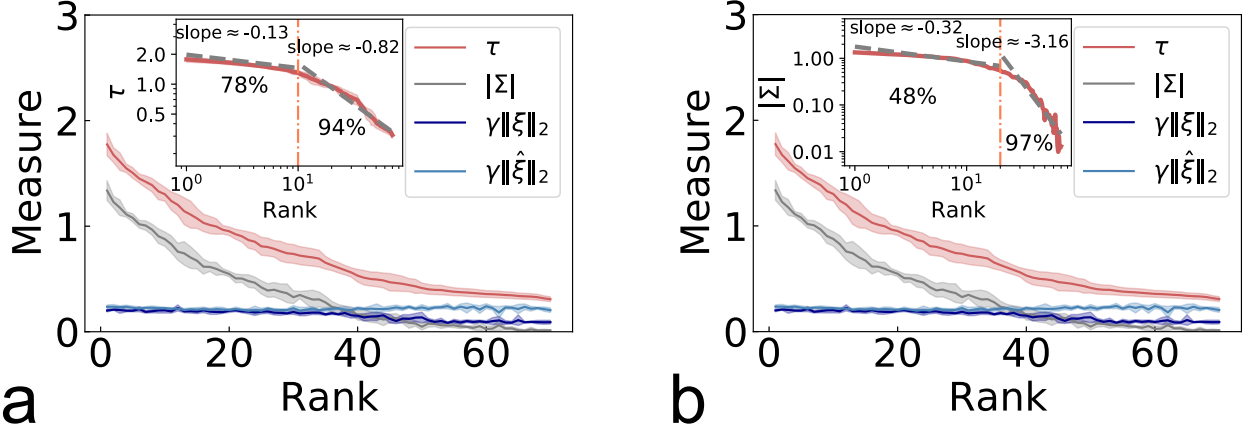 3
2
1
0
Measure
slope ≈ -0.13
slope ≈ -0.82
2.0
1.0
0.5
τ
78%
94%
10⁰
10¹
Rank
τ
|Σ|
γ‖ξ‖₂
γ‖ξ̂‖₂
0
20
40
60
Rank
a
3
2
1
0
Measure
slope ≈ -0.32
slope ≈ -3.16
1.00
0.10
0.01
|Σ|
48%
97%
10⁰
10¹
Rank
τ
|Σ|
γ‖ξ‖₂
γ‖ξ̂‖₂
0
20
40
60
Rank
b